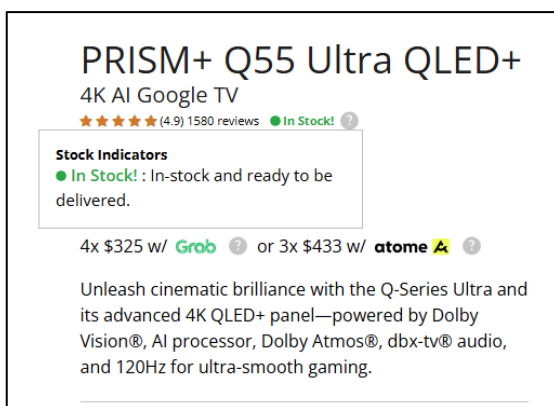 PRISM+ Q55 Ultra QLED+
4K AI Google TV
(4.9) 1580 reviews ● In Stock! ?
Stock Indicators
● In Stock! : In-stock and ready to be
delivered.
4x $325 w/ Grab ? or 3x $433 w/ atome A ?
Unleash cinematic brilliance with the Q-Series Ultra and
its advanced 4K QLED+ panel—powered by Dolby
Vision®, AI processor, Dolby Atmos®, dbx-tv® audio,
and 120Hz for ultra-smooth gaming.